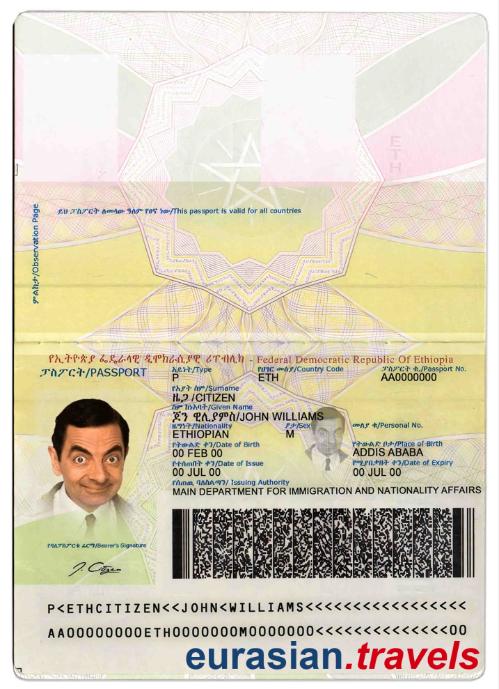 ETH
ይህ ፓስፖርት ለመላው ዓለም የፀና ነው/This passport is valid for all countries
ምልከታ/Observation Page
የኢትዮጵያ ፌዴራላዊ ዲሞክራሲያዊ ሪፐብሊክ - Federal Democratic Republic Of Ethiopia
ፓስፖርት/PASSPORT
ዓይነት/Type የሀገር መለያ/Country Code ፓስፖርት ቁ./Passport No.
P ETH AA0000000
የአያት ስም/Surname
ዜጋ /CITIZEN
ስም ከነአባት/Given Name
ጆን ዊሊያምስ/JOHN WILLIAMS
ዜግነት/Nationality ፆታ/Sex መለያ ቁ./Personal No.
ETHIOPIAN M
የትውልድ ቀን/Date of Birth የትውልድ ቦታ/Place of Birth
00 FEB 00 ADDIS ABABA
የተሰጠበት ቀን/Date of Issue የሚያበቃበት ቀን/Date of Expiry
00 JUL 00 00 JUL 00
የሰጠዉ ባለስልጣን/ Issuing Authority
MAIN DEPARTMENT FOR IMMIGRATION AND NATIONALITY AFFAIRS
የባለፓስፖርቱ ፊርማ/Bearer's Signature
J. Citizen
P<ETHCITIZEN<<JOHN<WILLIAMS<<<<<<<<<<<<<<<<<
AA00000000ETH0000000M0000000<<<<<<<<<<<<<<00
eurasian.travels